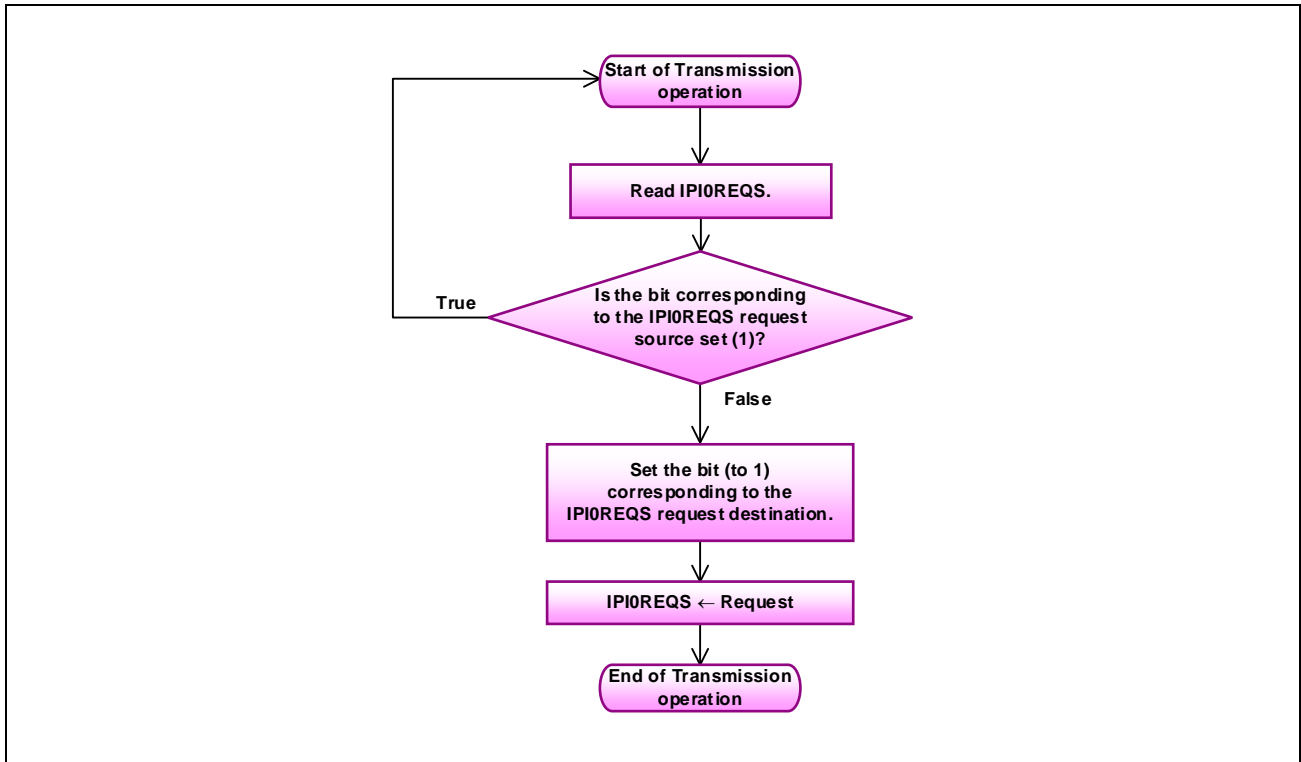 Start of Transmission
operation
Read IPI0REQS.
Is the bit corresponding
to the IPI0REQS request
source set (1)?
True
False
Set the bit (to 1)
corresponding to the
IPI0REQS request destination.
IPI0REQS ← Request
End of Transmission
operation